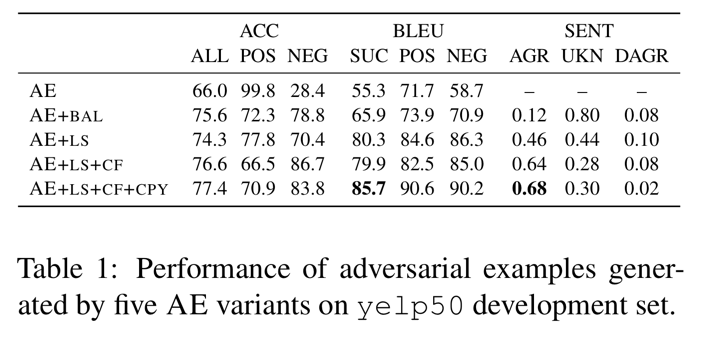 ACC BLEU SENT
ALL POS NEG SUC POS NEG AGR UKN DAGR
AE 66.0 99.8 28.4 55.3 71.7 58.7 – – –
AE+BAL 75.6 72.3 78.8 65.9 73.9 70.9 0.12 0.80 0.08
AE+LS 74.3 77.8 70.4 80.3 84.6 86.3 0.46 0.44 0.10
AE+LS+CF 76.6 66.5 86.7 79.9 82.5 85.0 0.64 0.28 0.08
AE+LS+CF+CPY 77.4 70.9 83.8 85.7 90.6 90.2 0.68 0.30 0.02
Table 1: Performance of adversarial examples gener-
ated by five AE variants on yelp50 development set.